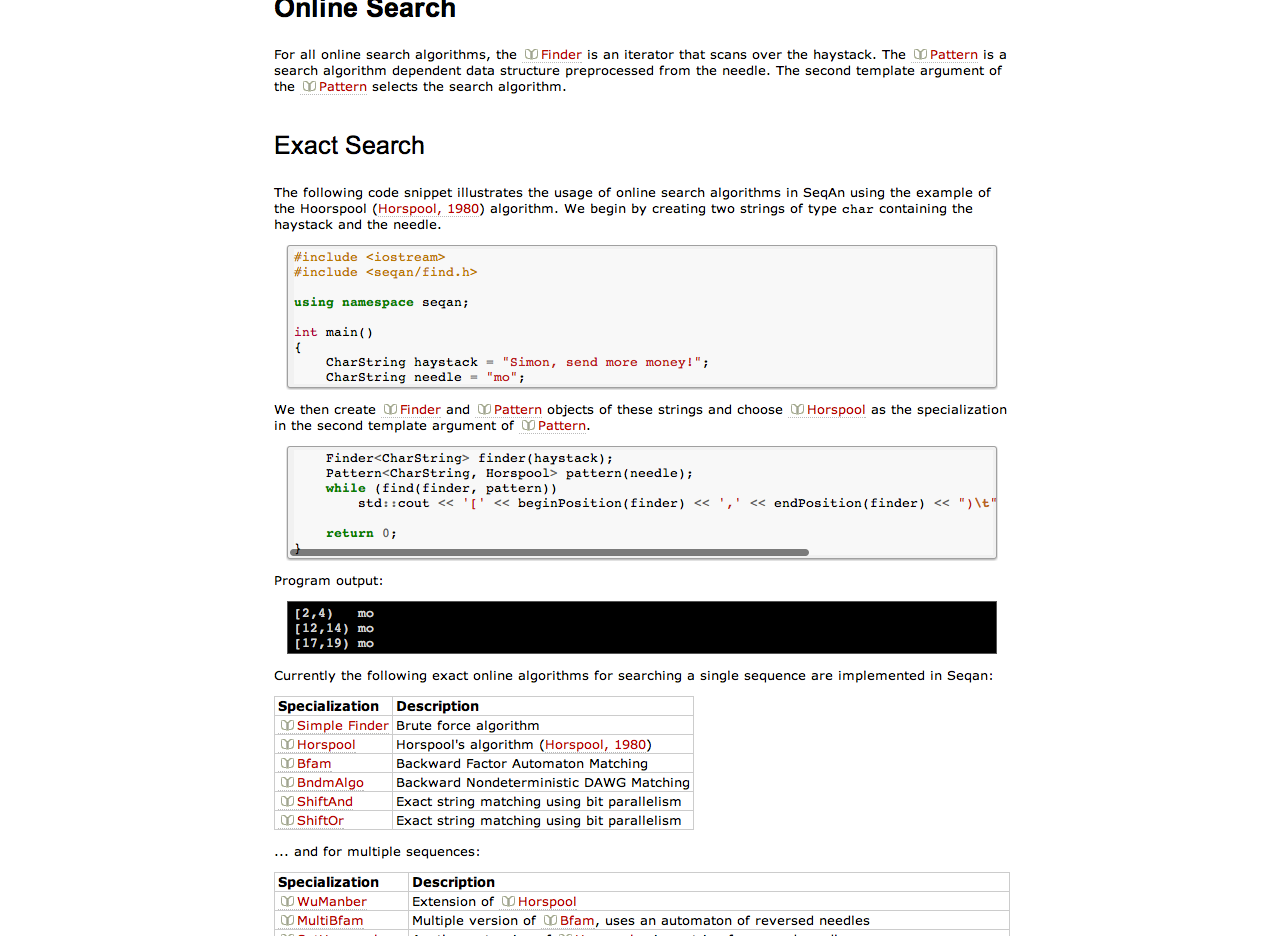 Online Search
For all online search algorithms, the Finder is an iterator that scans over the haystack. The Pattern is a
search algorithm dependent data structure preprocessed from the needle. The second template argument of
the Pattern selects the search algorithm.
Exact Search
The following code snippet illustrates the usage of online search algorithms in SeqAn using the example of
the Hoorspool (Horspool, 1980) algorithm. We begin by creating two strings of type char containing the
haystack and the needle.
#include <iostream>
#include <seqan/find.h>
using namespace seqan;
int main()
{
    CharString haystack = "Simon, send more money!";
    CharString needle = "mo";
We then create Finder and Pattern objects of these strings and choose Horspool as the specialization
in the second template argument of Pattern.
    Finder<CharString> finder(haystack);
    Pattern<CharString, Horspool> pattern(needle);
    while (find(finder, pattern))
        std::cout << '[' << beginPosition(finder) << ',' << endPosition(finder) << ")\t"
    return 0;
}
Program output:
[2,4)   mo
[12,14) mo
[17,19) mo
Currently the following exact online algorithms for searching a single sequence are implemented in Seqan:
Specialization Description
Simple Finder Brute force algorithm
Horspool Horspool's algorithm (Horspool, 1980)
Bfam Backward Factor Automaton Matching
BndmAlgo Backward Nondeterministic DAWG Matching
ShiftAnd Exact string matching using bit parallelism
ShiftOr Exact string matching using bit parallelism
... and for multiple sequences:
Specialization Description
WuManber Extension of Horspool
MultiBfam Multiple version of Bfam, uses an automaton of reversed needles